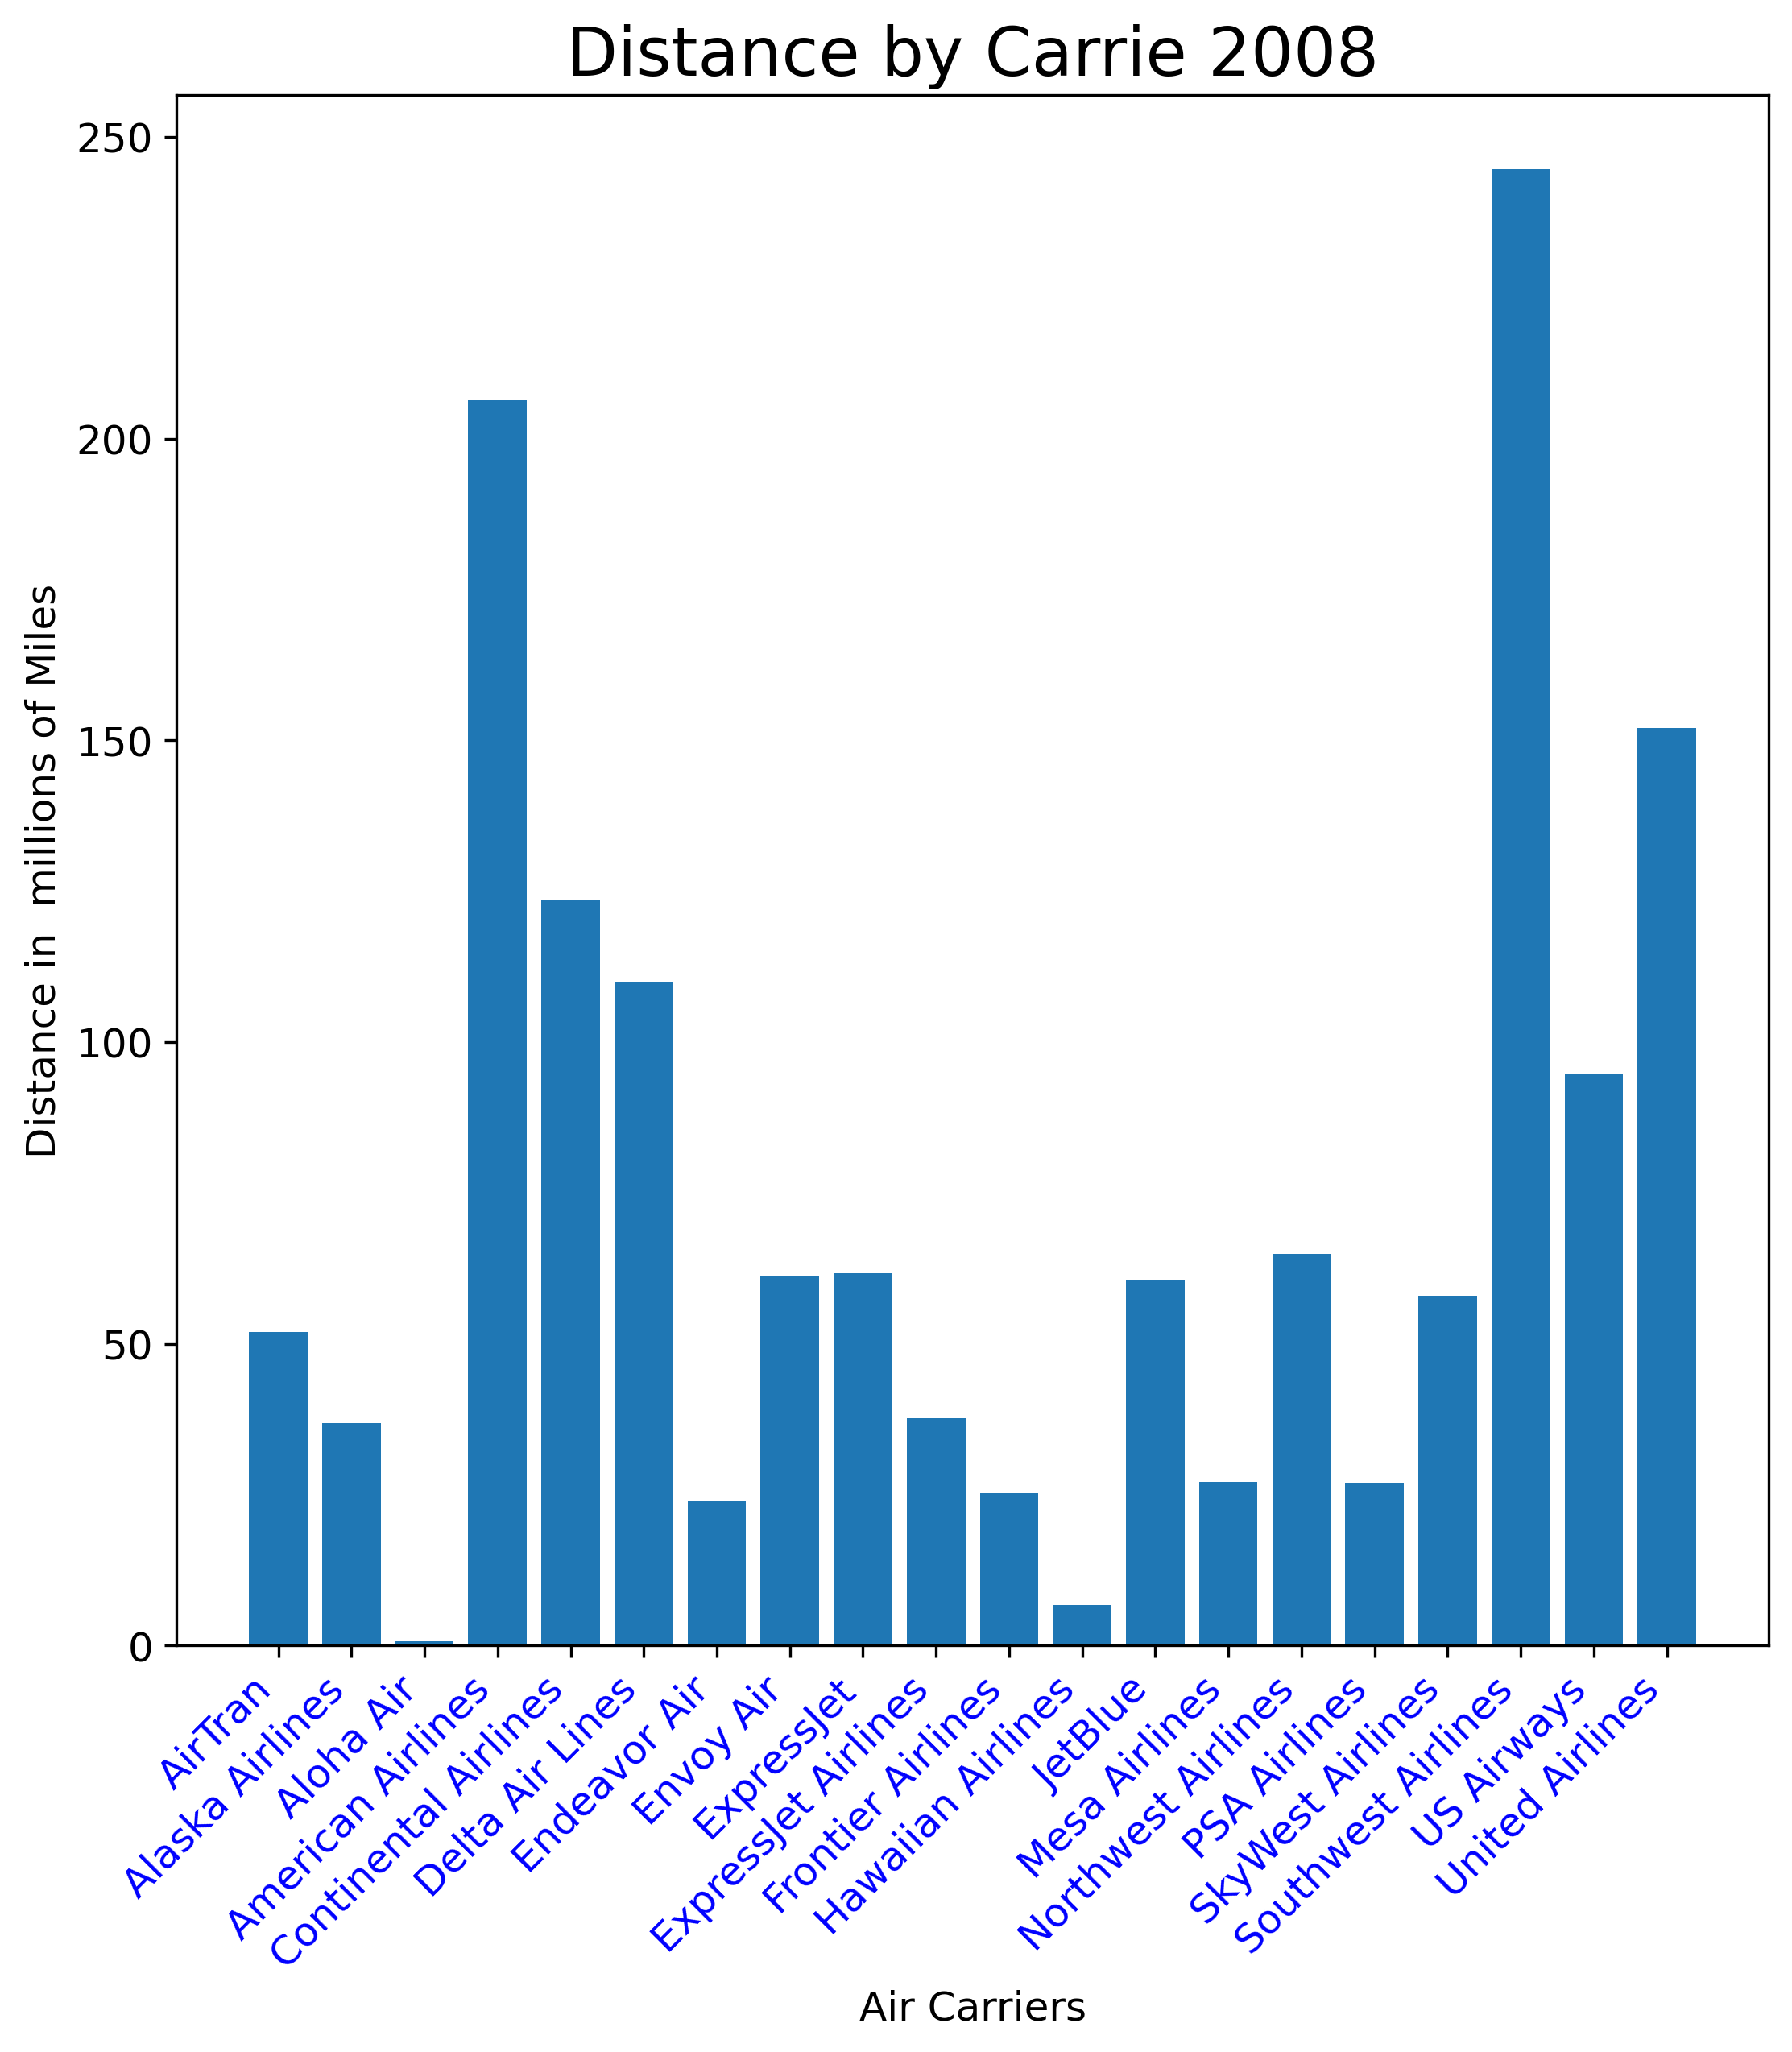 Distance by Carrie 2008
Distance in  millions of Miles
250
200
150
100
50
0
AirTran
Alaska Airlines
Aloha Air
American Airlines
Continental Airlines
Delta Air Lines
Endeavor Air
Envoy Air
ExpressJet
ExpressJet Airlines
Frontier Airlines
Hawaiian Airlines
JetBlue
Mesa Airlines
Northwest Airlines
PSA Airlines
SkyWest Airlines
Southwest Airlines
US Airways
United Airlines
Air Carriers